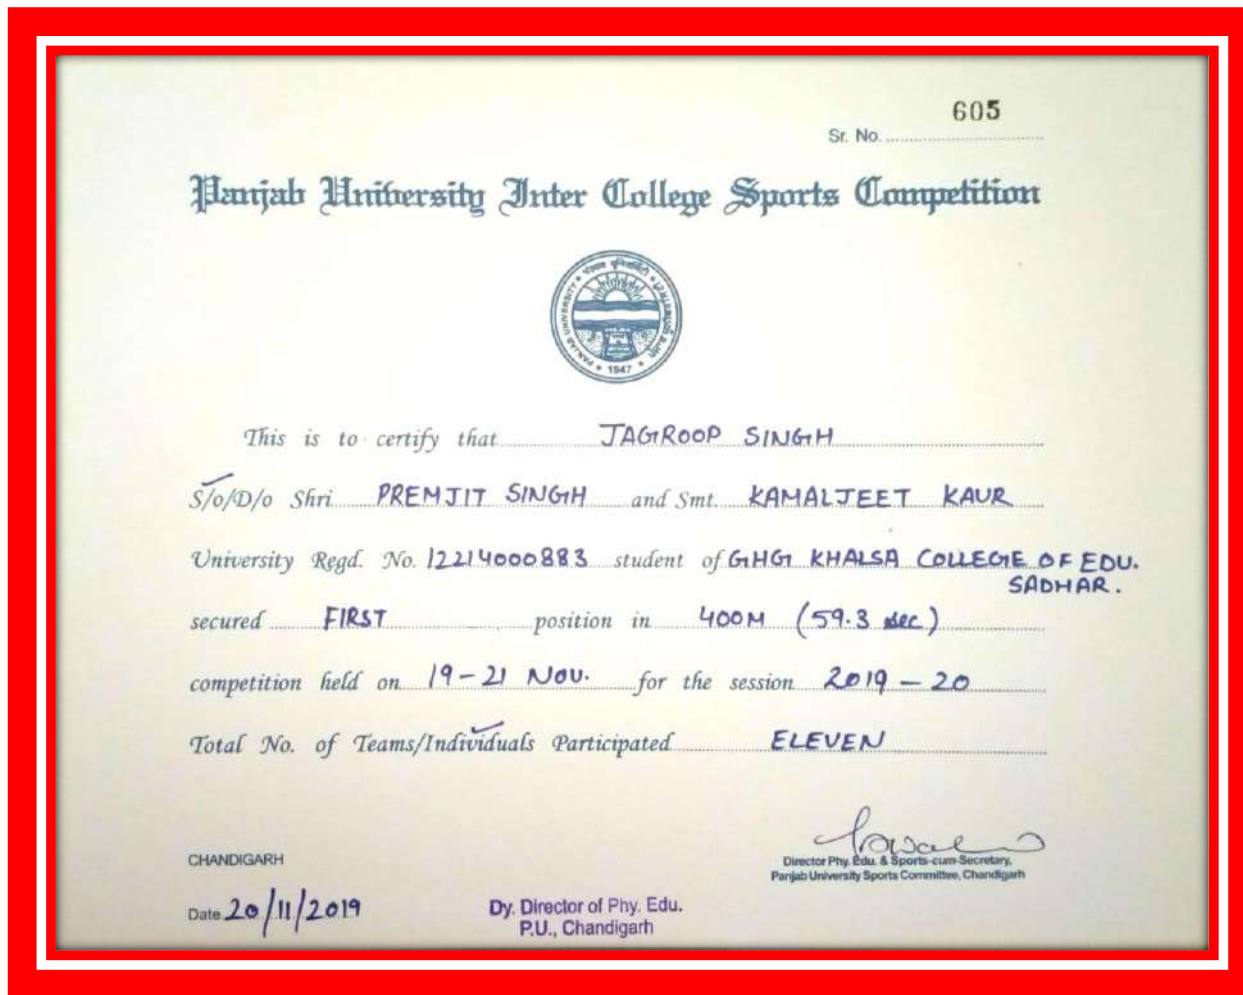 605
Sr. No.
Panjab University Inter College Sports Competition
PANJAB UNIVERSITY
1947
This is to certify that JAGROOP SINGH
S/o/D/o Shri PREMJIT SINGH and Smt. KAMALJEET KAUR
University Regd. No. 12214000883 student of GHG KHALSA COLLEGE OF EDU.
SADHAR.
secured FIRST position in 400M (59.3 sec)
competition held on 19-21 NOV. for the session 2019-20
Total No. of Teams/Individuals Participated ELEVEN
CHANDIGARH
Director Phy. Edu. & Sports-cum-Secretary,
Panjab University Sports Committee, Chandigarh
Date 20/11/2019
Dy. Director of Phy. Edu.
P.U., Chandigarh